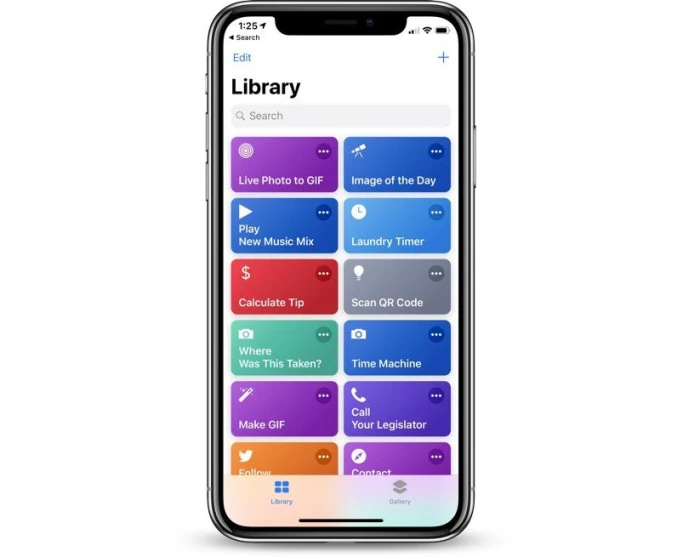 1:25
Search
Edit
+
Library
Search
Live Photo to GIF
Image of the Day
Play
New Music Mix
Laundry Timer
$
Calculate Tip
Scan QR Code
Where
Was This Taken?
Time Machine
Make GIF
Call
Your Legislator
Follow
Contact
Library
Gallery